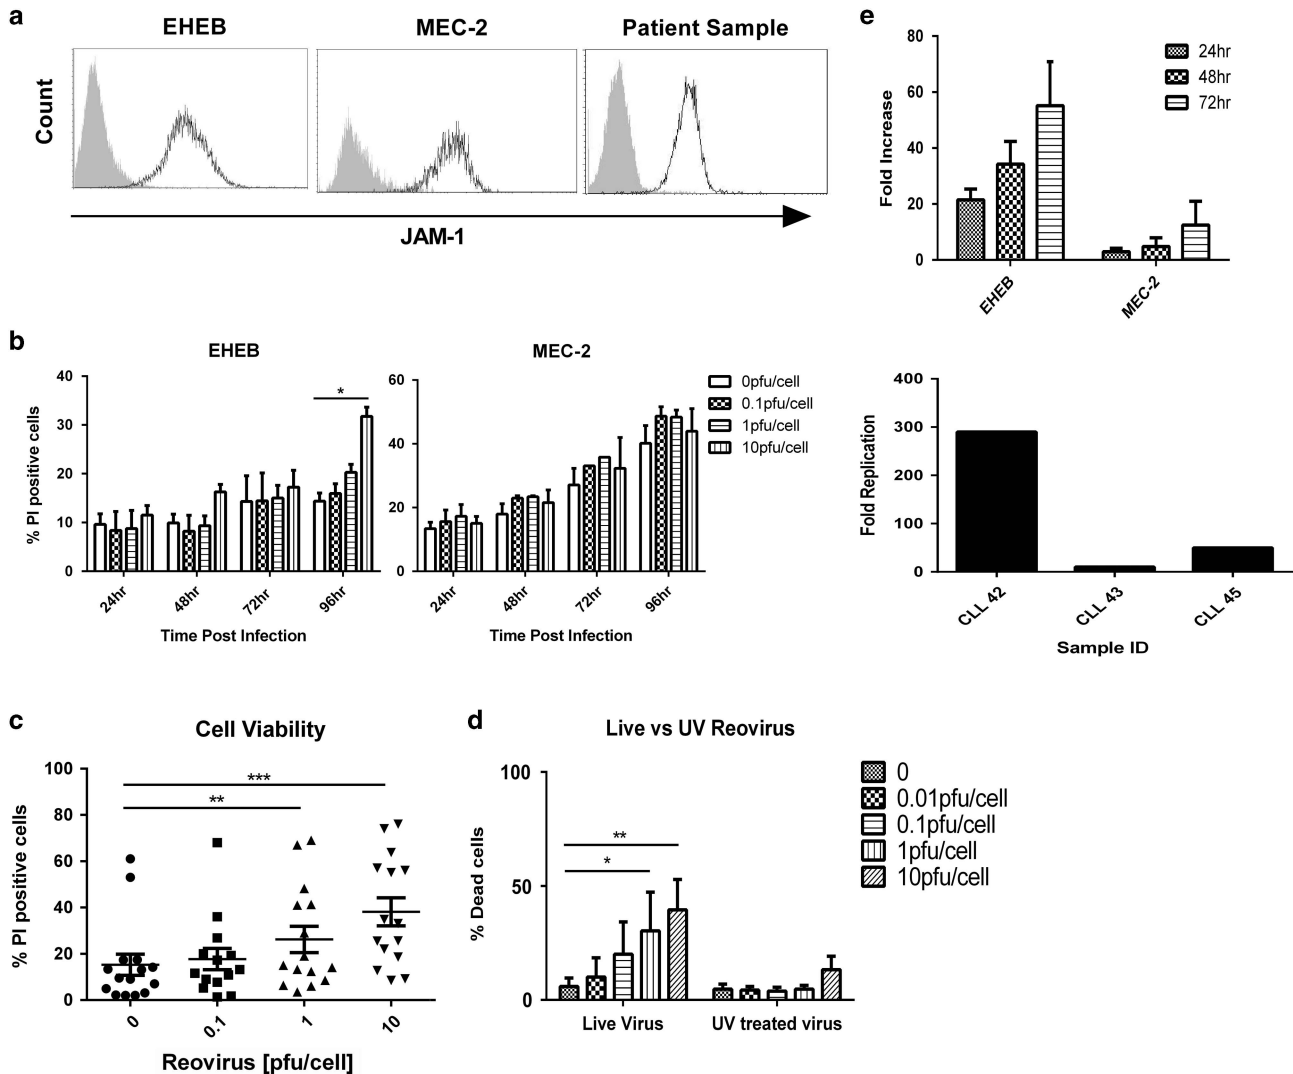 a
EHEB
MEC-2
Patient Sample
Count
JAM-1
e
80
60
40
20
0
Fold Increase
24hr
48hr
72hr
EHEB
MEC-2
400
300
200
100
0
Fold Replication
CLL 42
CLL 43
CLL 45
Sample ID
b
EHEB
40
30
20
10
0
% PI positive cells
*
24hr
48hr
72hr
96hr
Time Post Infection
MEC-2
60
40
20
0
24hr
48hr
72hr
96hr
Time Post Infection
0pfu/cell
0.1pfu/cell
1pfu/cell
10pfu/cell
c
Cell Viability
100
80
60
40
20
0
% PI positive cells
***
**
0
0.1
1
10
Reovirus [pfu/cell]
d
Live vs UV Reovirus
100
50
0
% Dead cells
**
*
Live Virus
UV treated virus
0
0.01pfu/cell
0.1pfu/cell
1pfu/cell
10pfu/cell